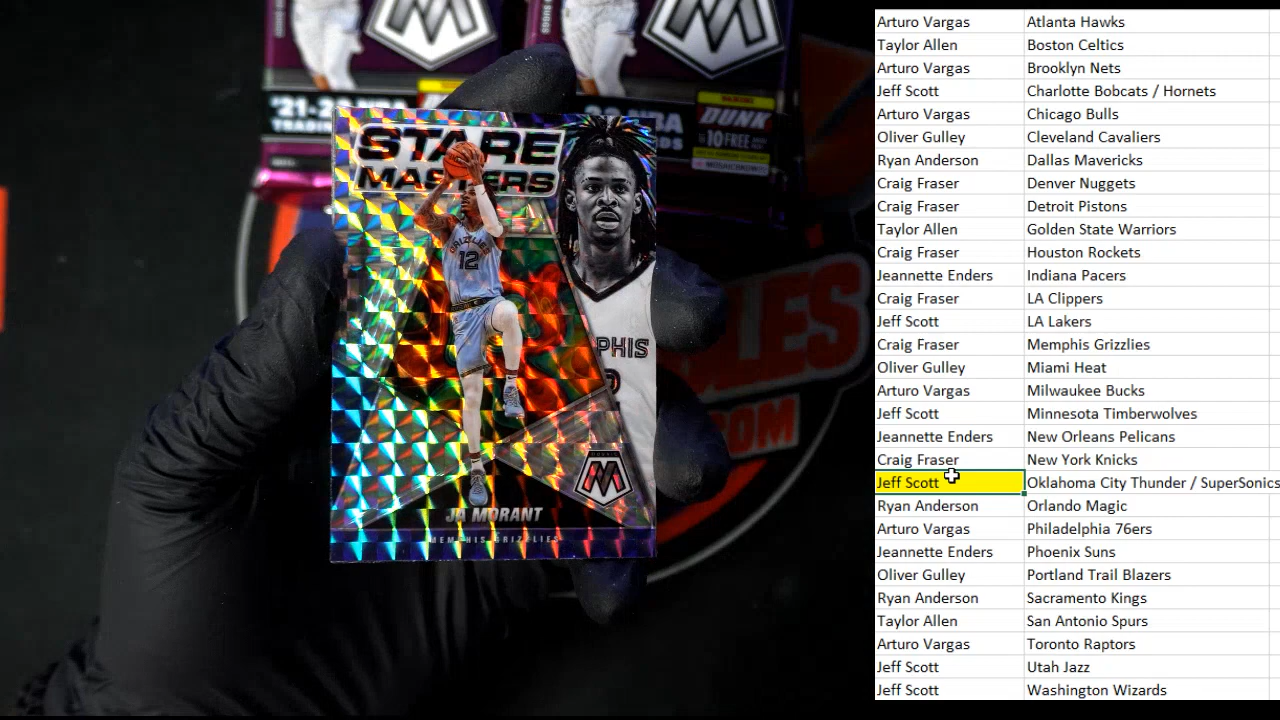 '21-22 NBA
DUNK
10 FREE
STARE
MASTERS
GRIZZLIES
12
PHIS
JA MORANT
MEMPHIS GRIZZLIES
Arturo Vargas Atlanta Hawks
Taylor Allen Boston Celtics
Arturo Vargas Brooklyn Nets
Jeff Scott Charlotte Bobcats / Hornets
Arturo Vargas Chicago Bulls
Oliver Gulley Cleveland Cavaliers
Ryan Anderson Dallas Mavericks
Craig Fraser Denver Nuggets
Craig Fraser Detroit Pistons
Taylor Allen Golden State Warriors
Craig Fraser Houston Rockets
Jeannette Enders Indiana Pacers
Craig Fraser LA Clippers
Jeff Scott LA Lakers
Craig Fraser Memphis Grizzlies
Oliver Gulley Miami Heat
Arturo Vargas Milwaukee Bucks
Jeff Scott Minnesota Timberwolves
Jeannette Enders New Orleans Pelicans
Craig Fraser New York Knicks
Jeff Scott Oklahoma City Thunder / SuperSonics
Ryan Anderson Orlando Magic
Arturo Vargas Philadelphia 76ers
Jeannette Enders Phoenix Suns
Oliver Gulley Portland Trail Blazers
Ryan Anderson Sacramento Kings
Taylor Allen San Antonio Spurs
Arturo Vargas Toronto Raptors
Jeff Scott Utah Jazz
Jeff Scott Washington Wizards